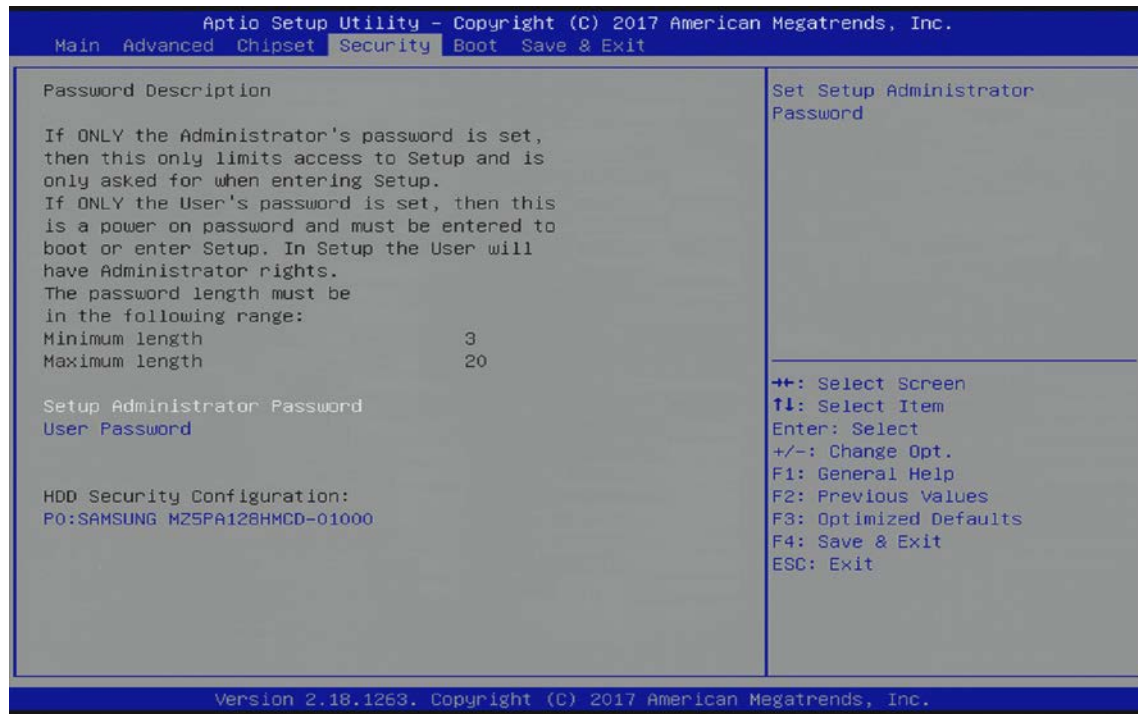 Aptio Setup Utility – Copyright (C) 2017 American Megatrends, Inc.
Main Advanced Chipset Security Boot Save & Exit
Password Description
If ONLY the Administrator's password is set,
then this only limits access to Setup and is
only asked for when entering Setup.
If ONLY the User's password is set, then this
is a power on password and must be entered to
boot or enter Setup. In Setup the User will
have Administrator rights.
The password length must be
in the following range:
Minimum length 3
Maximum length 20
Setup Administrator Password
User Password
HDD Security Configuration:
P0:SAMSUNG MZ5PA128HMCD-01000
Set Setup Administrator
Password
→←: Select Screen
↑↓: Select Item
Enter: Select
+/-: Change Opt.
F1: General Help
F2: Previous Values
F3: Optimized Defaults
F4: Save & Exit
ESC: Exit
Version 2.18.1263. Copyright (C) 2017 American Megatrends, Inc.